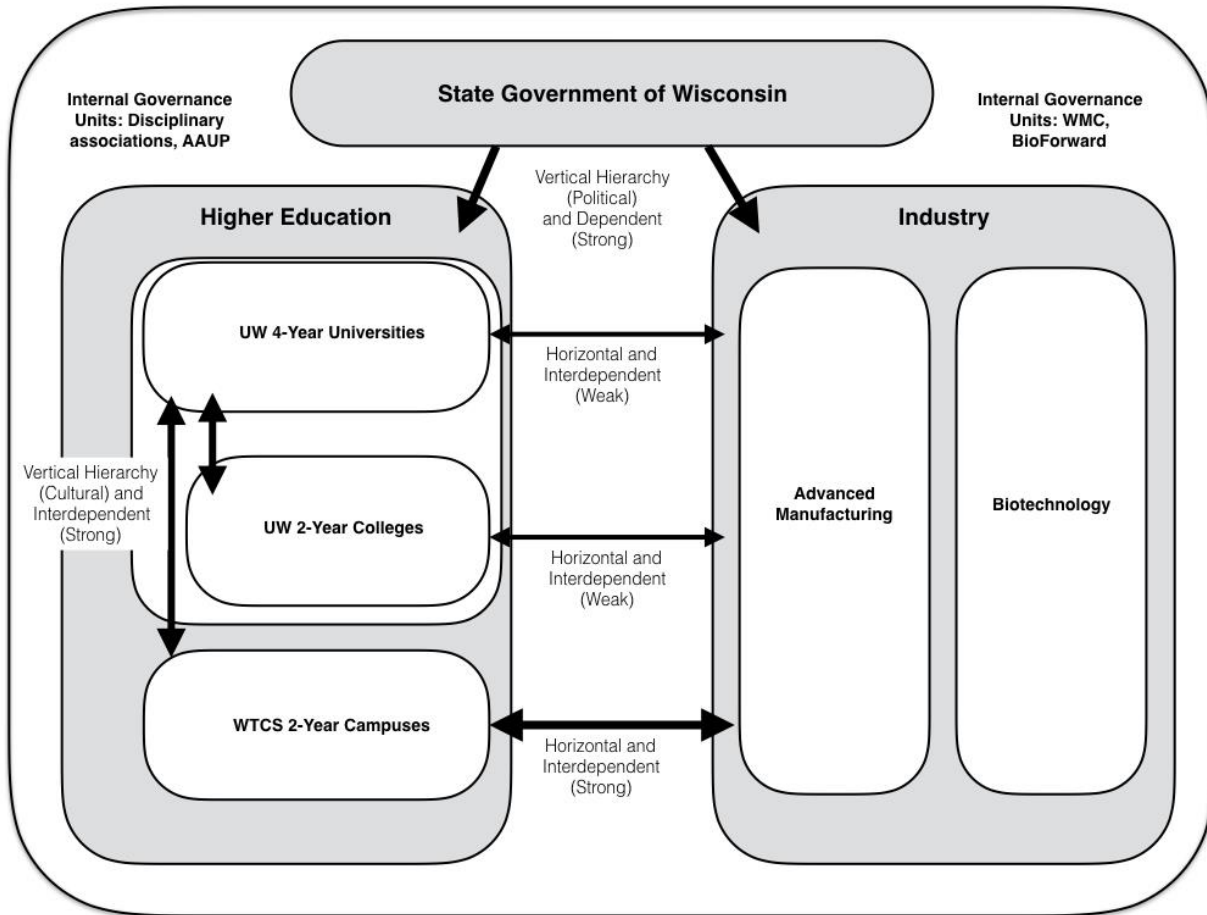 State Government of Wisconsin
Internal Governance
Units: Disciplinary
associations, AAUP
Internal Governance
Units: WMC,
BioForward
Vertical Hierarchy
(Political)
and Dependent
(Strong)
Higher Education
Industry
UW 4-Year Universities
Horizontal and
Interdependent
(Weak)
Vertical Hierarchy
(Cultural) and
Interdependent
(Strong)
UW 2-Year Colleges
Horizontal and
Interdependent
(Weak)
Advanced
Manufacturing
Biotechnology
WTCS 2-Year Campuses
Horizontal and
Interdependent
(Strong)